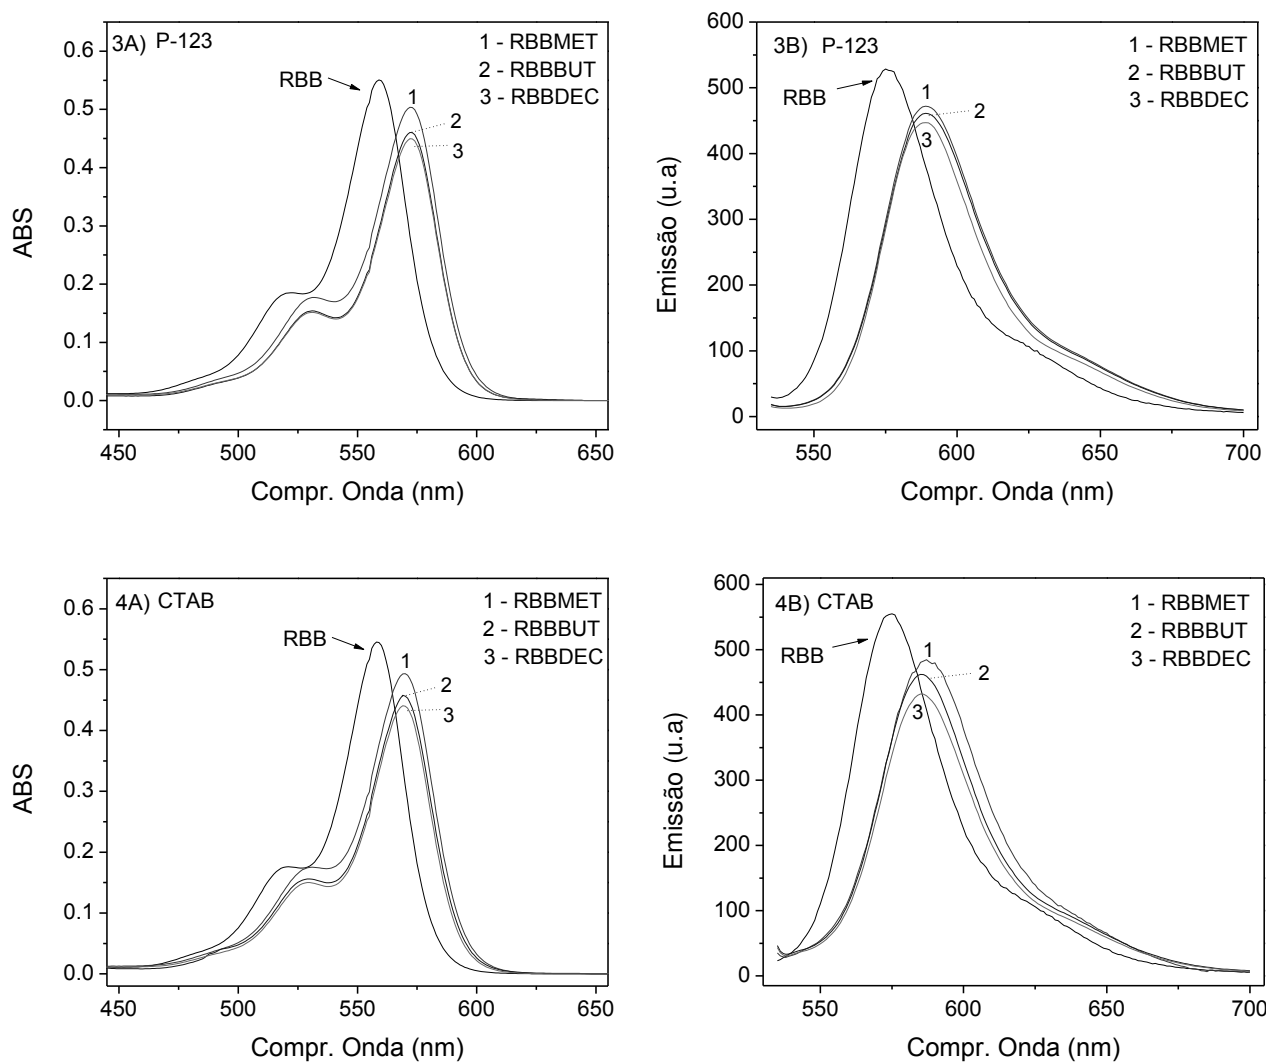 3A) P-123
1 - RBBMET
2 - RBBBUT
3 - RBBDEC
RBB
1
2
3
0.6
0.5
0.4
0.3
0.2
0.1
0.0
ABS
450 500 550 600 650
Compr. Onda (nm)
3B) P-123
1 - RBBMET
2 - RBBBUT
3 - RBBDEC
RBB
1
2
3
600
500
400
300
200
100
0
Emissão (u.a)
550 600 650 700
Compr. Onda (nm)
4A) CTAB
1 - RBBMET
2 - RBBBUT
3 - RBBDEC
RBB
1
2
3
0.6
0.5
0.4
0.3
0.2
0.1
0.0
ABS
450 500 550 600 650
Compr. Onda (nm)
4B) CTAB
1 - RBBMET
2 - RBBBUT
3 - RBBDEC
RBB
1
2
3
600
500
400
300
200
100
0
Emissão (u.a)
550 600 650 700
Compr. Onda (nm)